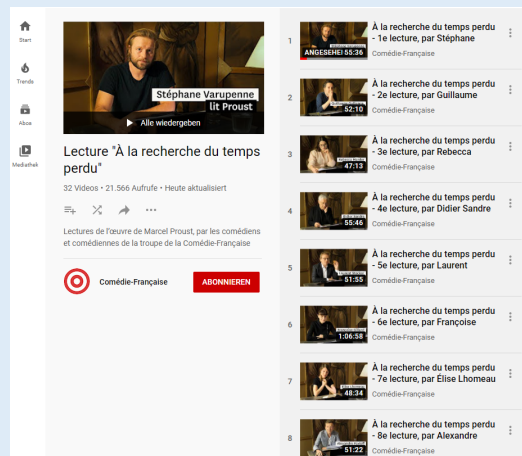 Start
Trends
Abos
Mediathek
Stéphane Varupenne
lit Proust
Alle wiedergeben
Lecture "À la recherche du temps
perdu"
32 Videos • 21.566 Aufrufe • Heute aktualisiert
Lectures de l'œuvre de Marcel Proust, par les comédiens
et comédiennes de la troupe de la Comédie-Française
Comédie-Française
ABONNIEREN
1
ANGESEHEN
55:36
À la recherche du temps perdu
- 1e lecture, par Stéphane
Comédie-Française
2
52:10
À la recherche du temps perdu
- 2e lecture, par Guillaume
Comédie-Française
3
47:13
À la recherche du temps perdu
- 3e lecture, par Rebecca
Comédie-Française
4
55:46
À la recherche du temps perdu
- 4e lecture, par Didier Sandre
Comédie-Française
5
51:55
À la recherche du temps perdu
- 5e lecture, par Laurent
Comédie-Française
6
1:06:58
À la recherche du temps perdu
- 6e lecture, par Françoise
Comédie-Française
7
48:34
À la recherche du temps perdu
- 7e lecture, par Élise Lhomeau
Comédie-Française
8
51:22
À la recherche du temps perdu
- 8e lecture, par Alexandre
Comédie-Française